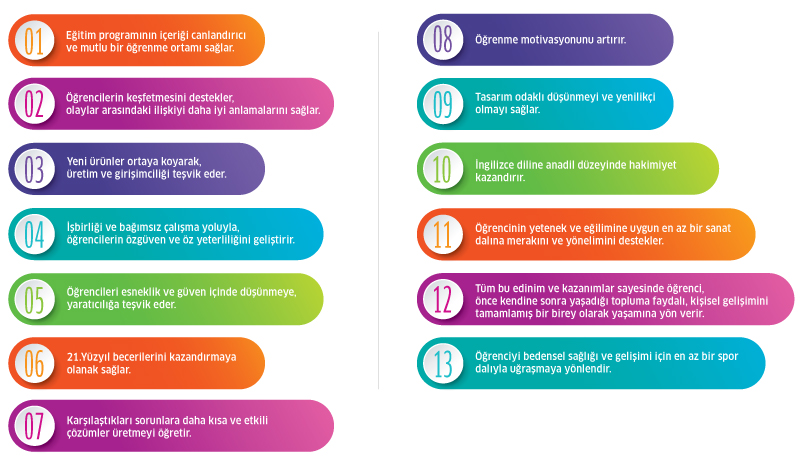 01
Eğitim programının içeriği canlandırıcı
ve mutlu bir öğrenme ortamı sağlar.
02
Öğrencilerin keşfetmesini destekler,
olaylar arasındaki ilişkiyi daha iyi anlamalarını sağlar.
03
Yeni ürünler ortaya koyarak,
üretim ve girişimciliği teşvik eder.
04
İşbirliği ve bağımsız çalışma yoluyla,
öğrencilerin özgüven ve öz yeterliliğini geliştirir.
05
Öğrencileri esneklik ve güven içinde düşünmeye,
yaratıcılığa teşvik eder.
06
21.Yüzyıl becerilerini kazandırmaya
olanak sağlar.
07
Karşılaştıkları sorunlara daha kısa ve etkili
çözümler üretmeyi öğretir.
08
Öğrenme motivasyonunu artırır.
09
Tasarım odaklı düşünmeyi ve yenilikçi
olmayı sağlar.
10
İngilizce diline anadil düzeyinde hakimiyet
kazandırır.
11
Öğrencinin yetenek ve eğilimine uygun en az bir sanat
dalına merakını ve yönelimini destekler.
12
Tüm bu edinim ve kazanımlar sayesinde öğrenci,
önce kendine sonra yaşadığı topluma faydalı, kişisel gelişimini
tamamlamış bir birey olarak yaşamına yön verir.
13
Öğrenciyi bedensel sağlığı ve gelişimi için en az bir spor
dalıyla uğraşmaya yönlendir.